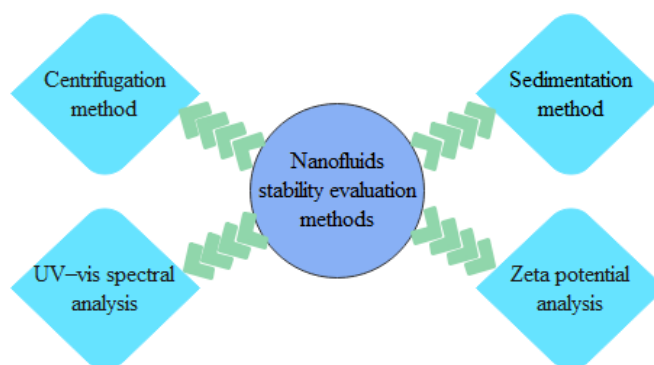 Centrifugation
method
Sedimentation
method
Nanofluids
stability evaluation
methods
UV–vis spectral
analysis
Zeta potential
analysis